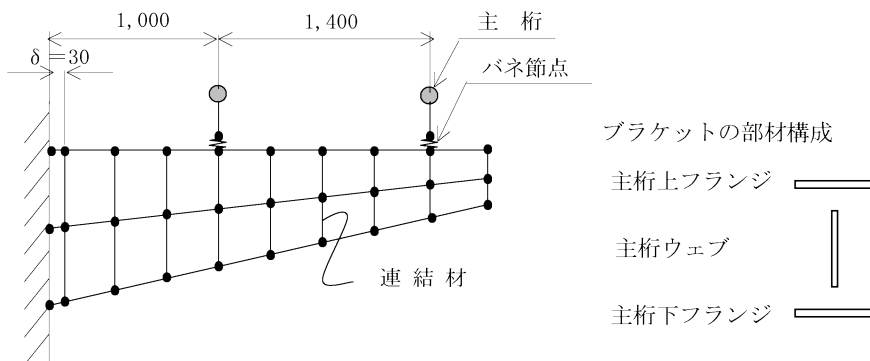 1,000
1,400
主 桁
δ = 30
バネ節点
ブラケットの部材構成
主桁上フランジ
主桁ウェブ
連 結 材
主桁下フランジ